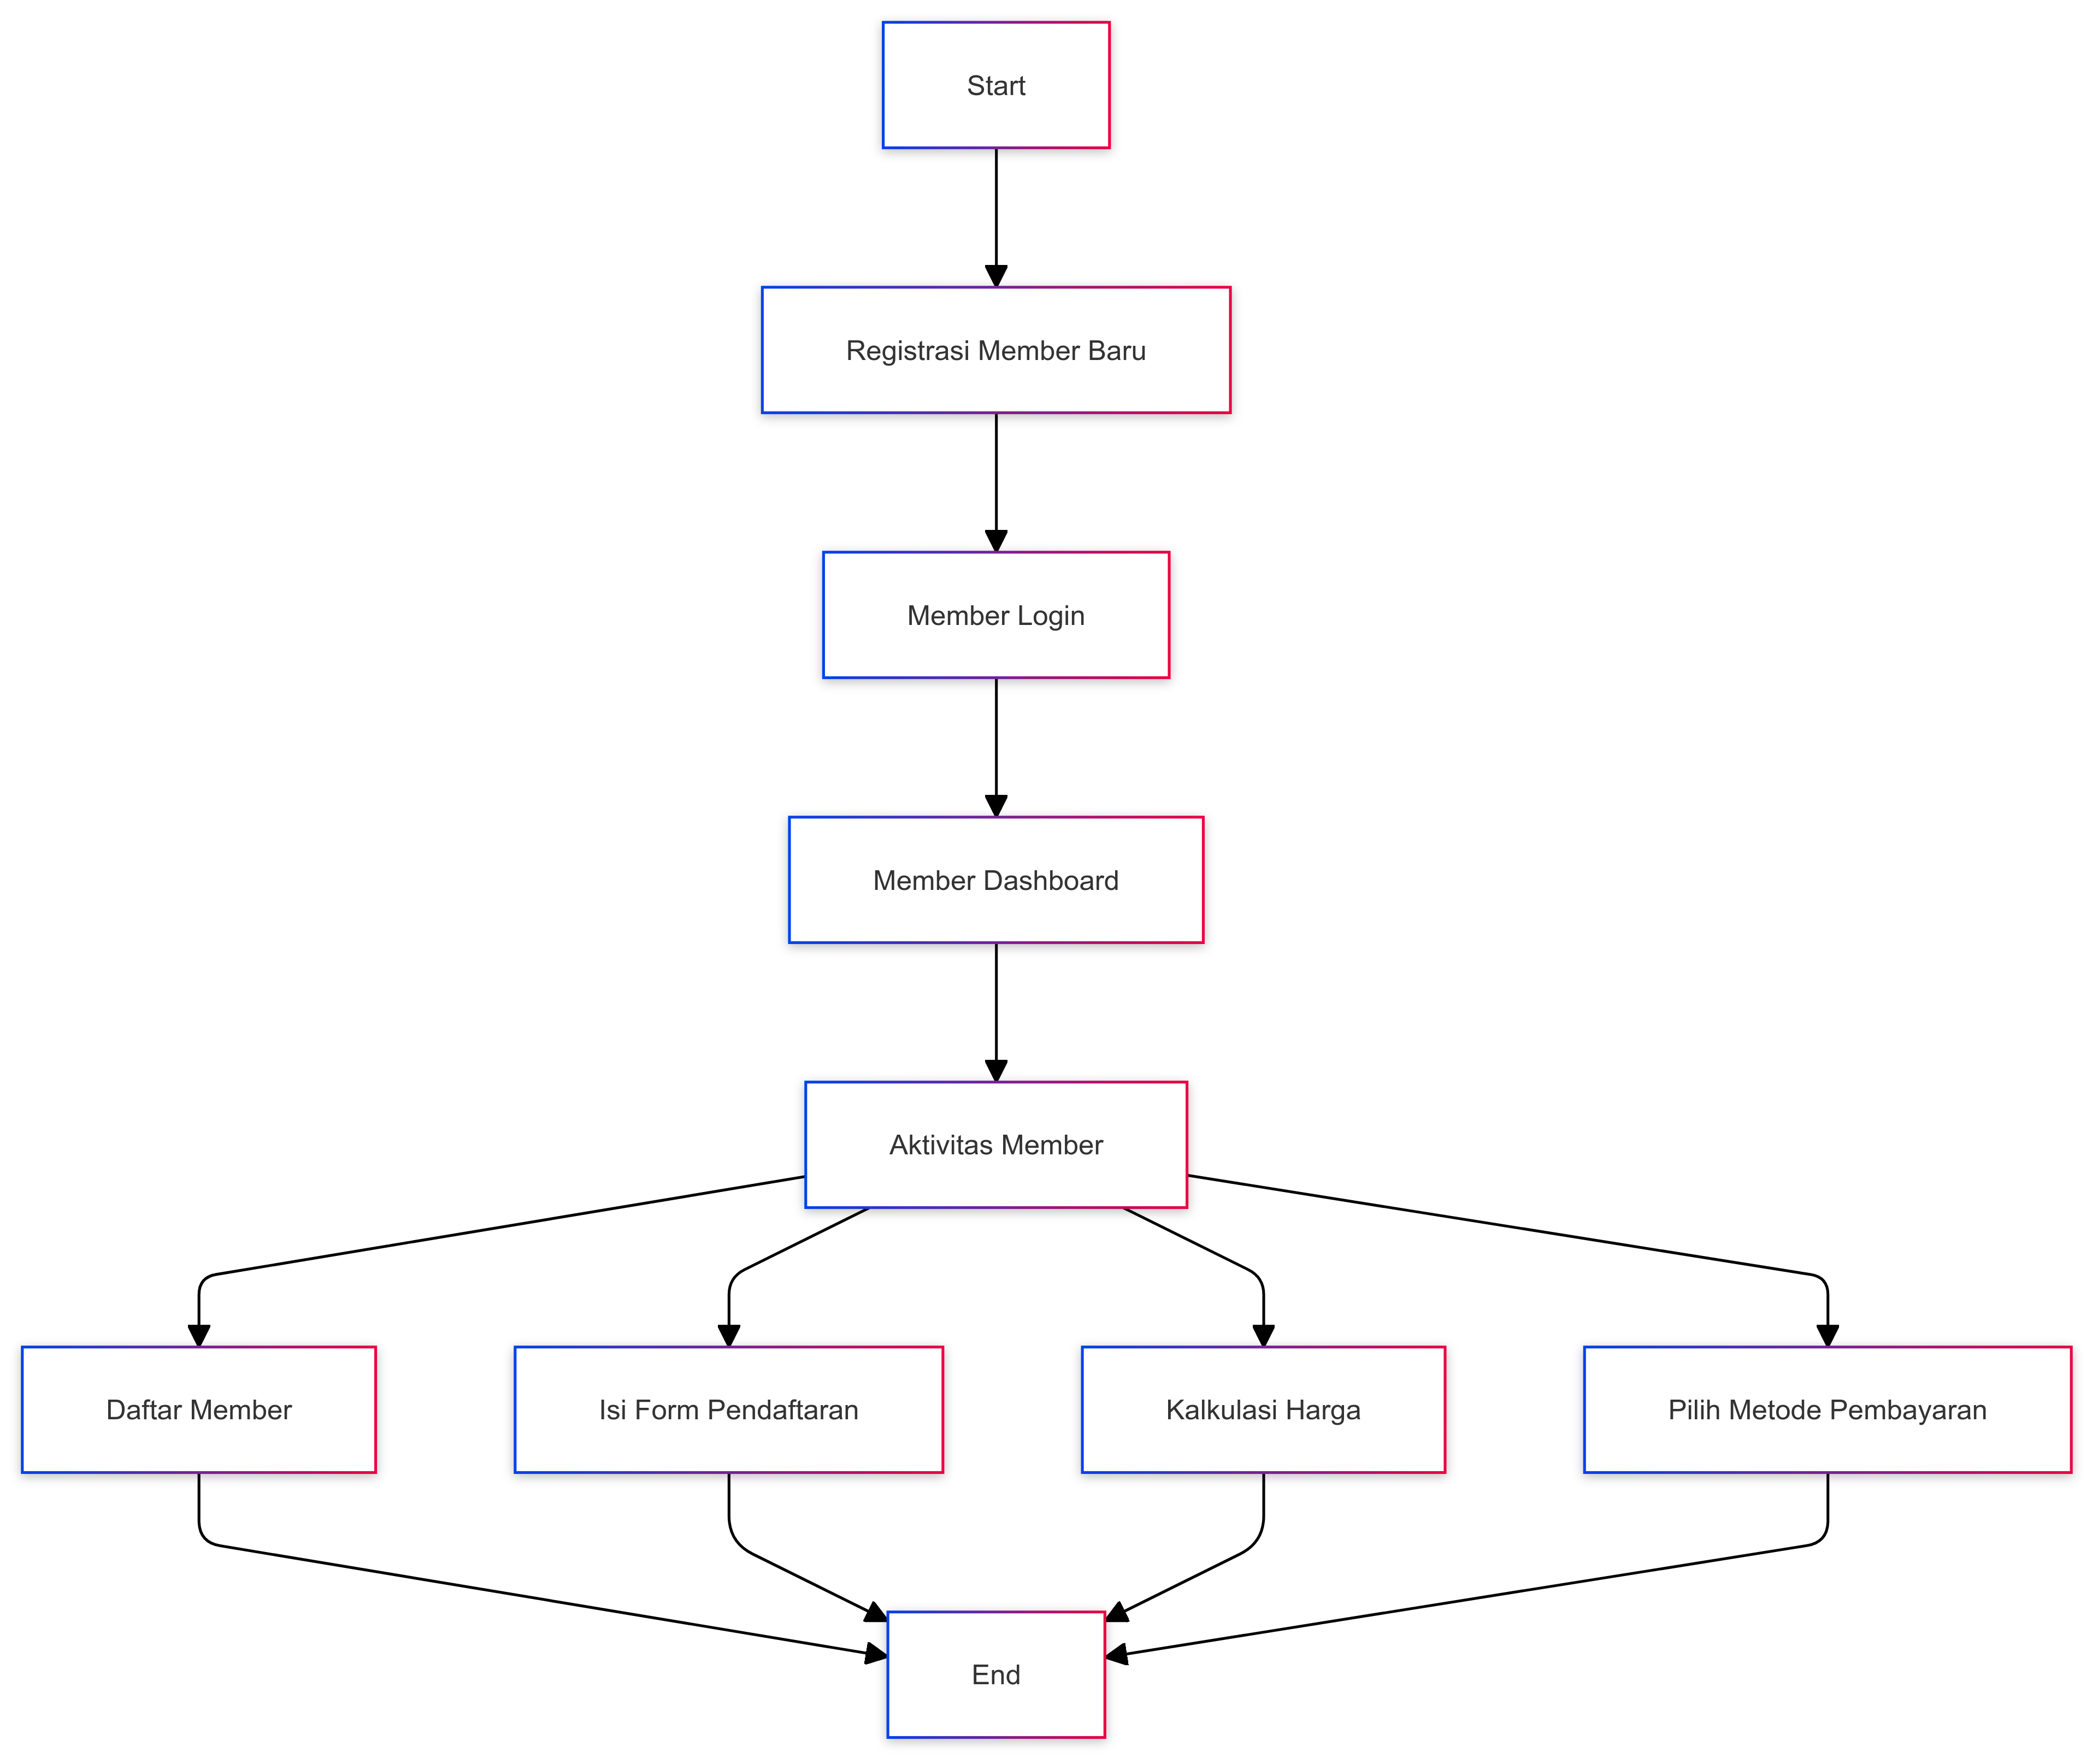 Start
Registrasi Member Baru
Member Login
Member Dashboard
Aktivitas Member
Daftar Member
Isi Form Pendaftaran
Kalkulasi Harga
Pilih Metode Pembayaran
End